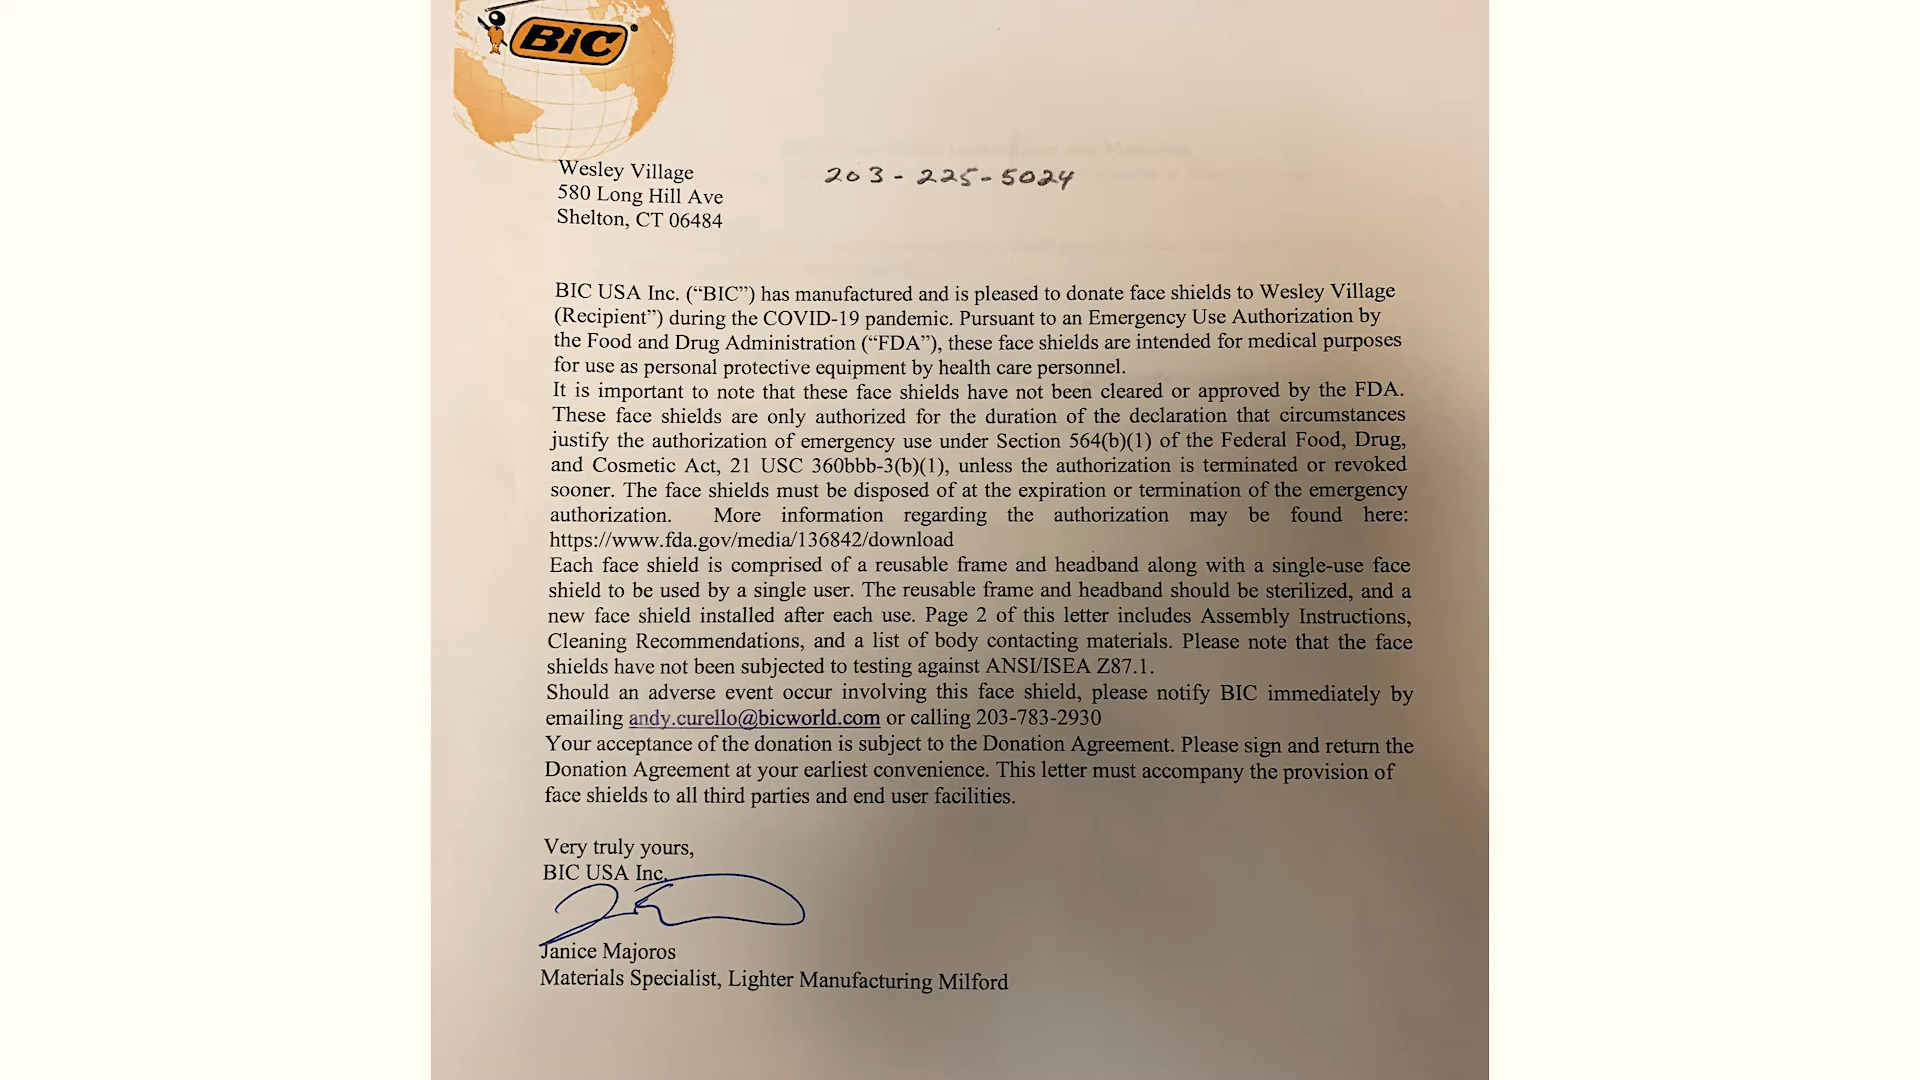 BiC
Wesley Village
203-225-5024
580 Long Hill Ave
Shelton, CT 06484
BIC USA Inc. (“BIC”) has manufactured and is pleased to donate face shields to Wesley Village
(Recipient”) during the COVID-19 pandemic. Pursuant to an Emergency Use Authorization by
the Food and Drug Administration (“FDA”), these face shields are intended for medical purposes
for use as personal protective equipment by health care personnel.
It is important to note that these face shields have not been cleared or approved by the FDA.
These face shields are only authorized for the duration of the declaration that circumstances
justify the authorization of emergency use under Section 564(b)(1) of the Federal Food, Drug,
and Cosmetic Act, 21 USC 360bbb-3(b)(1), unless the authorization is terminated or revoked
sooner. The face shields must be disposed of at the expiration or termination of the emergency
authorization. More information regarding the authorization may be found here:
https://www.fda.gov/media/136842/download
Each face shield is comprised of a reusable frame and headband along with a single-use face
shield to be used by a single user. The reusable frame and headband should be sterilized, and a
new face shield installed after each use. Page 2 of this letter includes Assembly Instructions,
Cleaning Recommendations, and a list of body contacting materials. Please note that the face
shields have not been subjected to testing against ANSI/ISEA Z87.1.
Should an adverse event occur involving this face shield, please notify BIC immediately by
emailing andy.curello@bicworld.com or calling 203-783-2930
Your acceptance of the donation is subject to the Donation Agreement. Please sign and return the
Donation Agreement at your earliest convenience. This letter must accompany the provision of
face shields to all third parties and end user facilities.
Very truly yours,
BIC USA Inc.
Janice Majoros
Materials Specialist, Lighter Manufacturing Milford